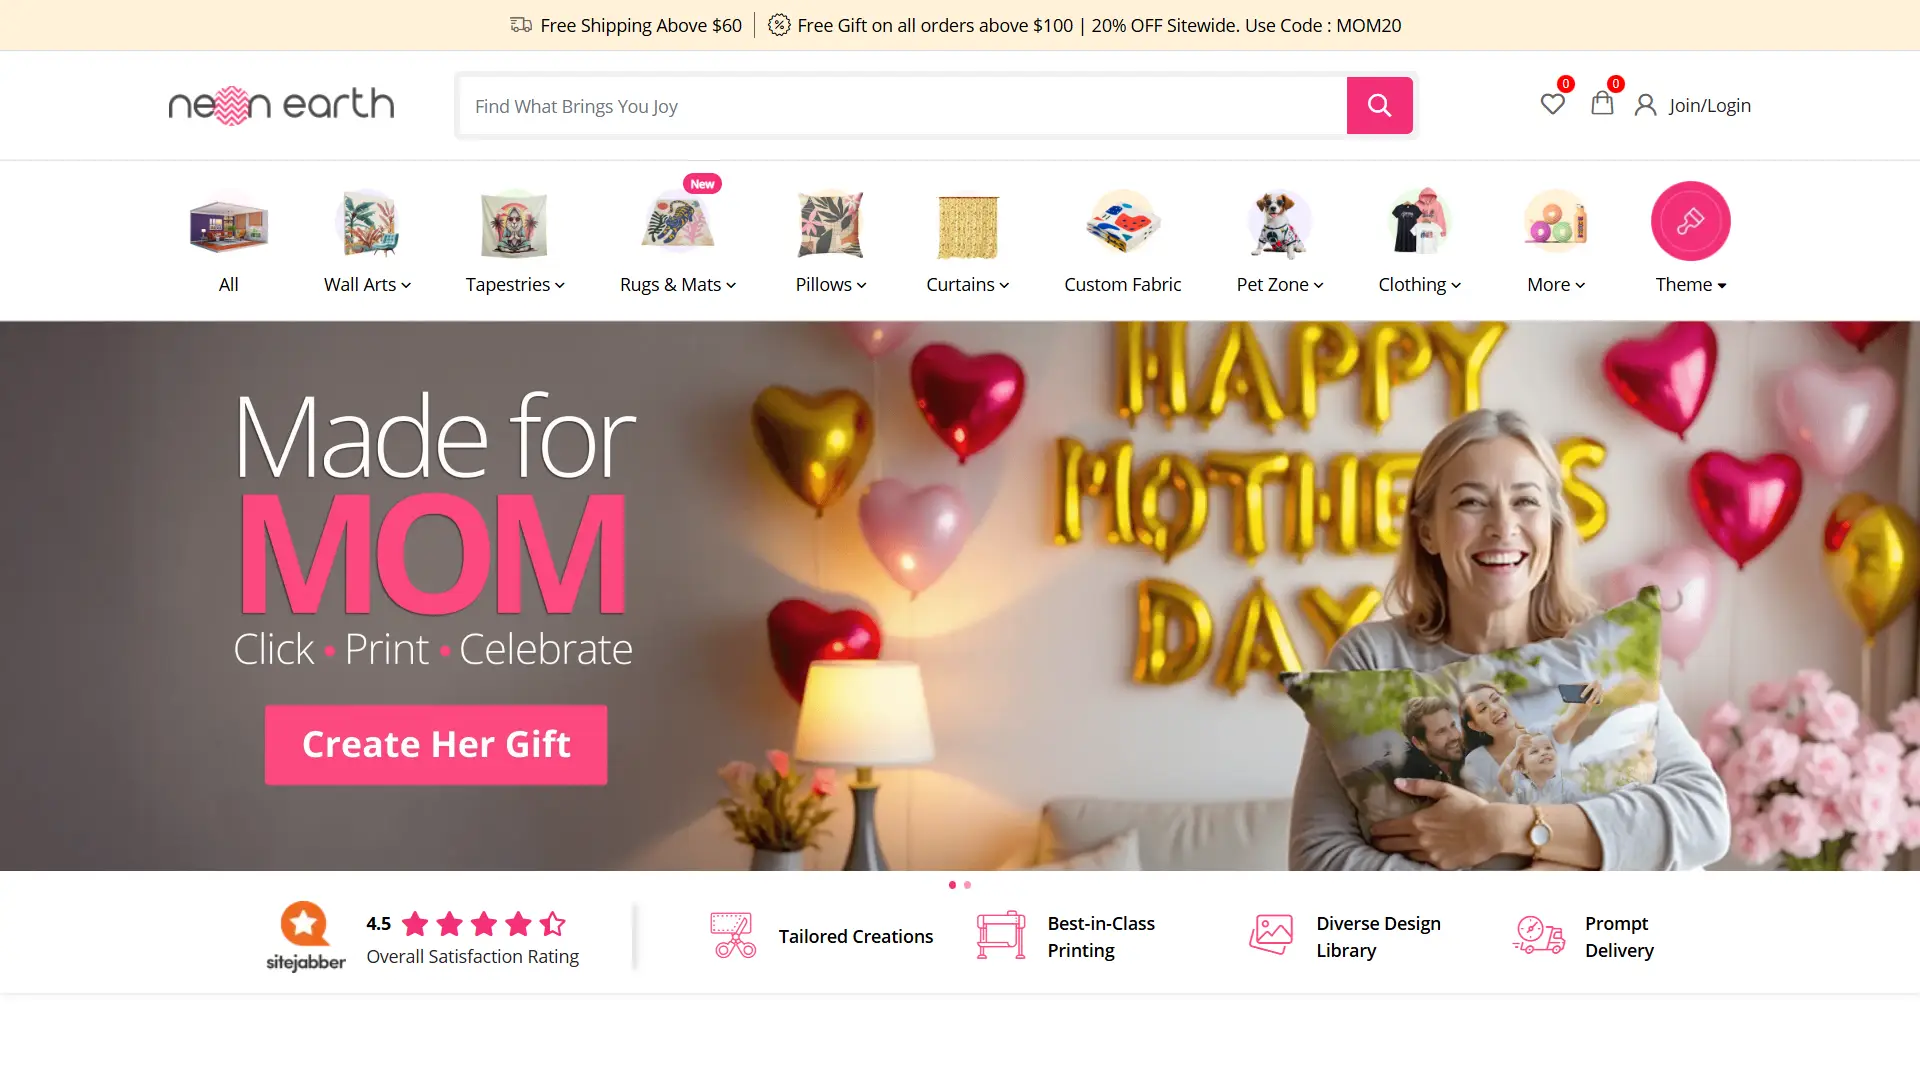 Free Shipping Above $60
Free Gift on all orders above $100 | 20% OFF Sitewide. Use Code : MOM20
neon earth
Find What Brings You Joy
0
0
Join/Login
New
All
Wall Arts
Tapestries
Rugs & Mats
Pillows
Curtains
Custom Fabric
Pet Zone
Clothing
More
Theme
Made for
MOM
Click • Print • Celebrate
Create Her Gift
HAPPY
MOTHE S
DAY
sitejabber
4.5
Overall Satisfaction Rating
Tailored Creations
Best-in-Class
Printing
Diverse Design
Library
Prompt
Delivery